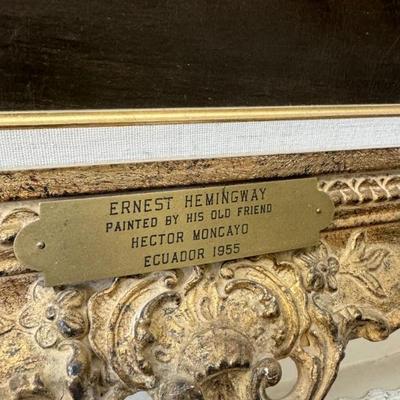 ERNEST HEMINGWAY
PAINTED BY HIS OLD FRIEND
HECTOR MONCAYO
ECUADOR 1955